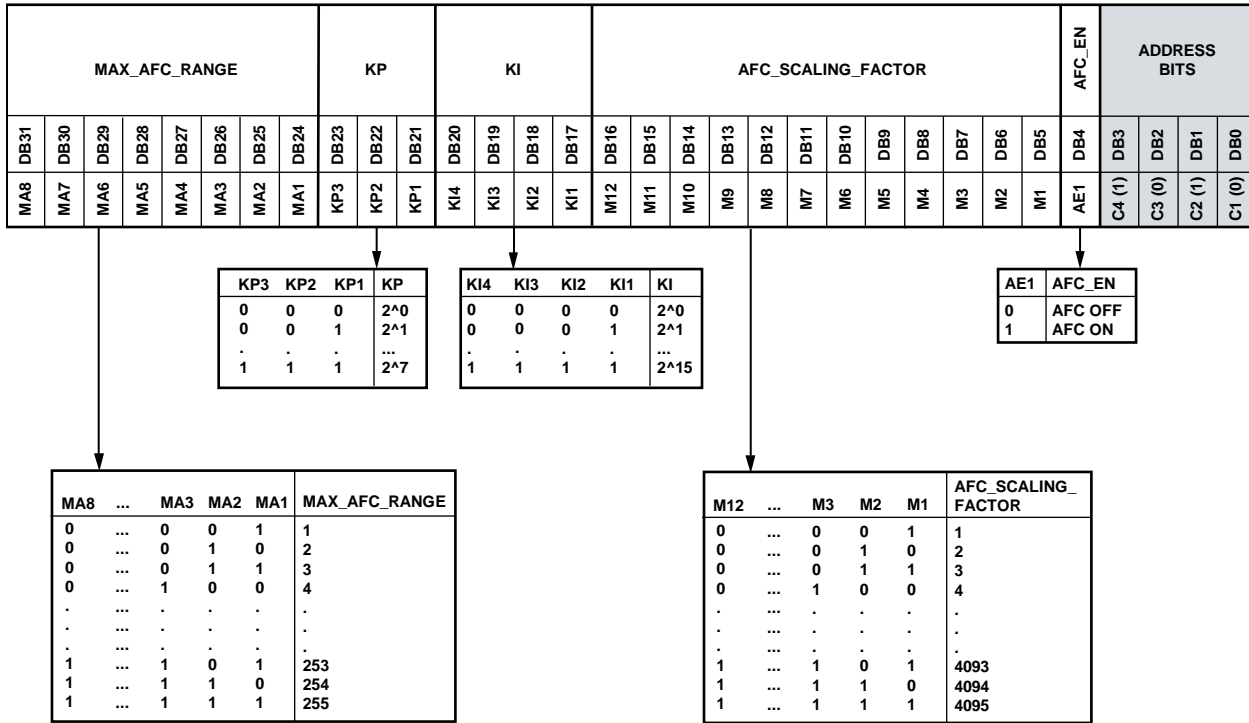 MAX_AFC_RANGE KP KI AFC_SCALING_FACTOR AFC_EN ADDRESS
BITS
DB31 DB30 DB29 DB28 DB27 DB26 DB25 DB24 DB23 DB22 DB21 DB20 DB19 DB18 DB17 DB16 DB15 DB14 DB13 DB12 DB11 DB10 DB9 DB8 DB7 DB6 DB5 DB4 DB3 DB2 DB1 DB0
MA8 MA7 MA6 MA5 MA4 MA3 MA2 MA1 KP3 KP2 KP1 KI4 KI3 KI2 KI1 M12 M11 M10 M9 M8 M7 M6 M5 M4 M3 M2 M1 AE1 C4 (1) C3 (0) C2 (1) C1 (0)
KP3 KP2 KP1 KP
0 0 0 2^0
0 0 1 2^1
. . . ...
1 1 1 2^7
KI4 KI3 KI2 KI1 KI
0 0 0 0 2^0
0 0 0 1 2^1
. . . . ...
1 1 1 1 2^15
AE1 AFC_EN
0 AFC OFF
1 AFC ON
MA8 ... MA3 MA2 MA1 MAX_AFC_RANGE
0 ... 0 0 1 1
0 ... 0 1 0 2
0 ... 0 1 1 3
0 ... 1 0 0 4
. ... . . . .
. ... . . . .
. ... . . . .
1 ... 1 0 1 253
1 ... 1 1 0 254
1 ... 1 1 1 255
M12 ... M3 M2 M1 AFC_SCALING_
FACTOR
0 ... 0 0 1 1
0 ... 0 1 0 2
0 ... 0 1 1 3
0 ... 1 0 0 4
. ... . . . .
. ... . . . .
. ... . . . .
1 ... 1 0 1 4093
1 ... 1 1 0 4094
1 ... 1 1 1 4095